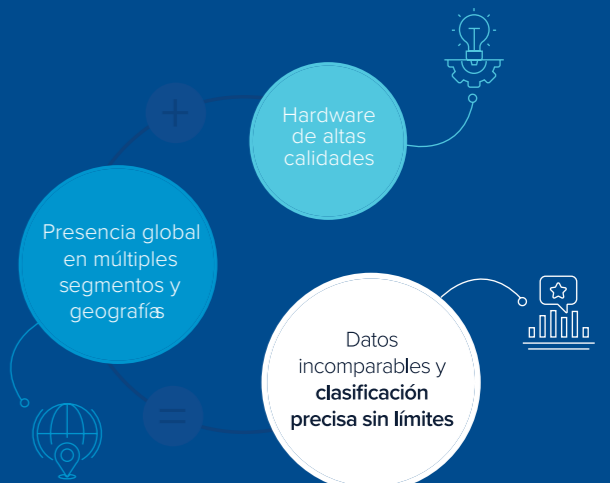 +
Hardware
de altas
calidades
Presencia global
en múltiples
segmentos y
geografías
=
Datos
incomparables y
clasificación
precisa sin límites